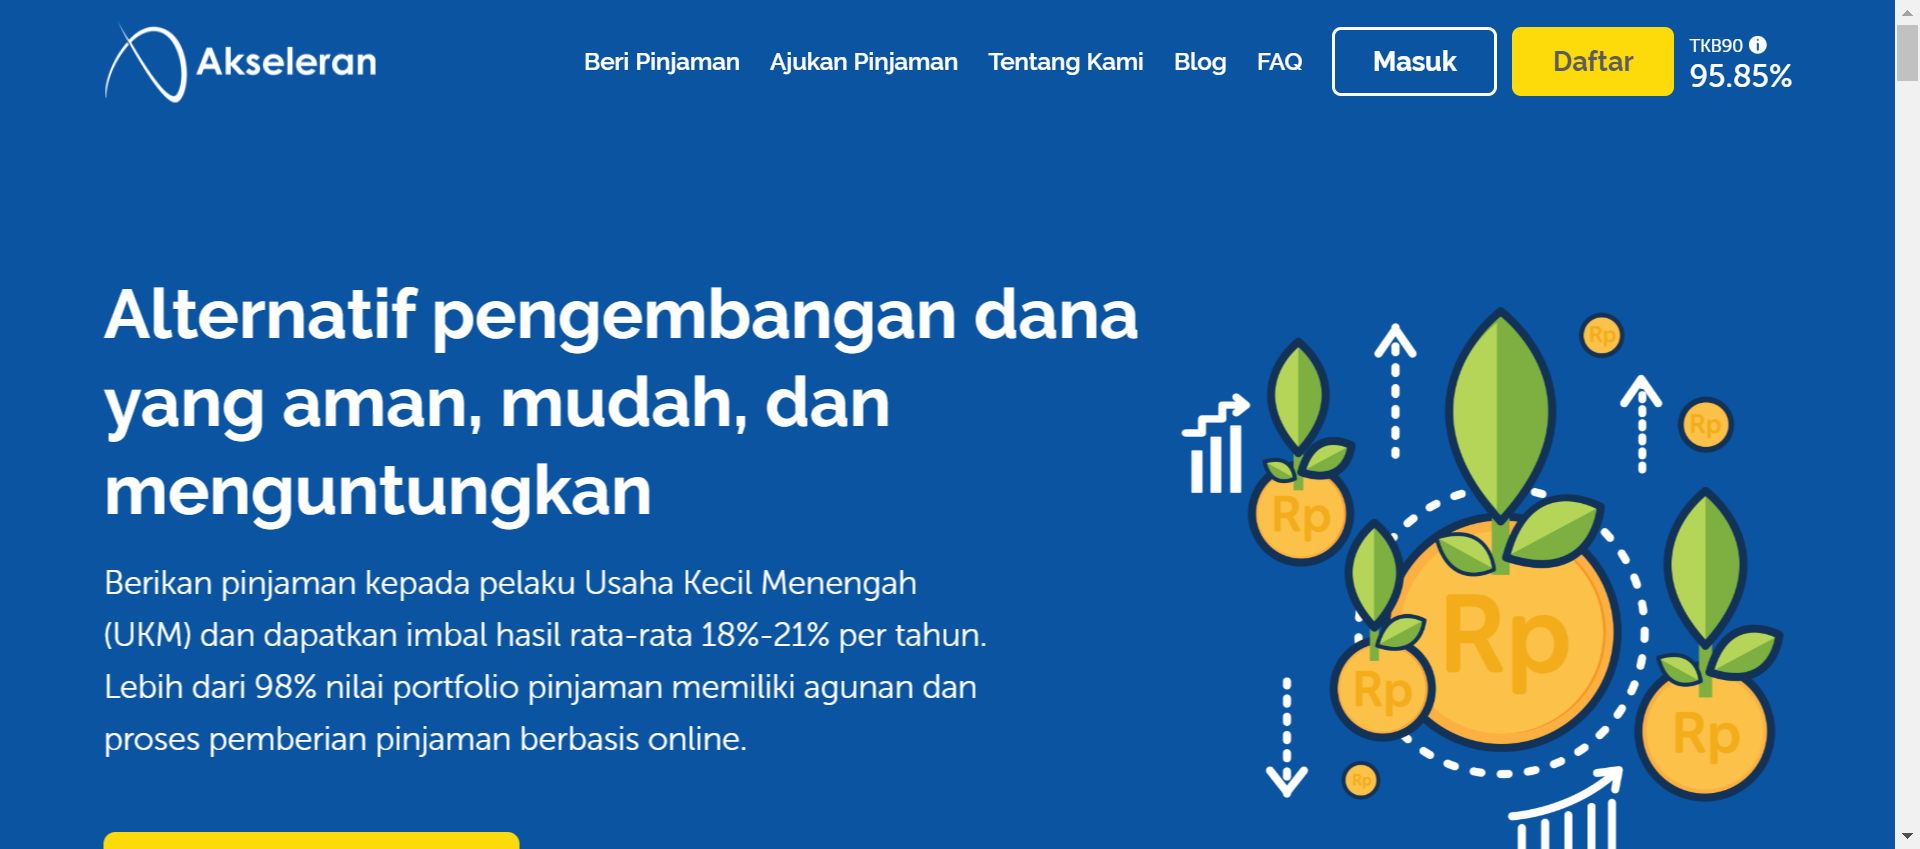 Akseleran
Beri Pinjaman
Ajukan Pinjaman
Tentang Kami
Blog
FAQ
Masuk
Daftar
TKB90
95.85%
Alternatif pengembangan dana
yang aman, mudah, dan
menguntungkan
Berikan pinjaman kepada pelaku Usaha Kecil Menengah
(UKM) dan dapatkan imbal hasil rata-rata 18%-21% per tahun.
Lebih dari 98% nilai portfolio pinjaman memiliki agunan dan
proses pemberian pinjaman berbasis online.
Rp
Rp
Rp
Rp
Rp
Rp
Rp